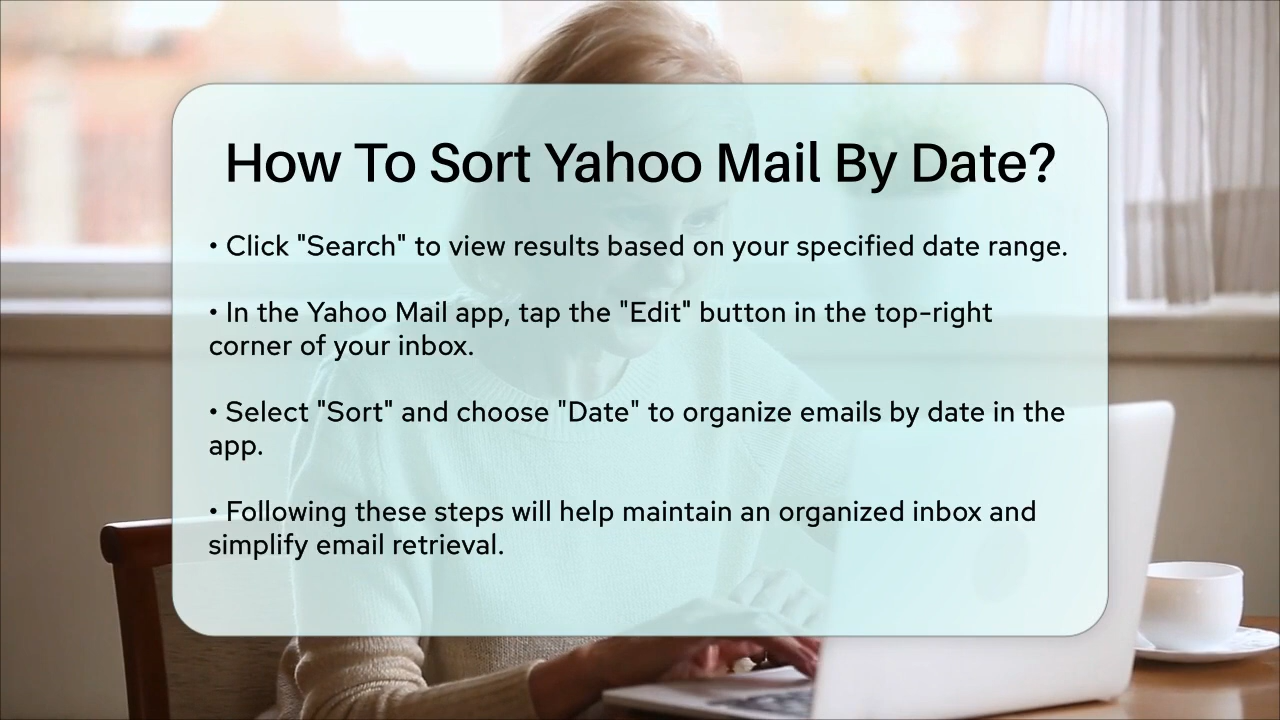 How To Sort Yahoo Mail By Date?
• Click "Search" to view results based on your specified date range.
• In the Yahoo Mail app, tap the "Edit" button in the top-right
corner of your inbox.
• Select "Sort" and choose "Date" to organize emails by date in the
app.
• Following these steps will help maintain an organized inbox and
simplify email retrieval.